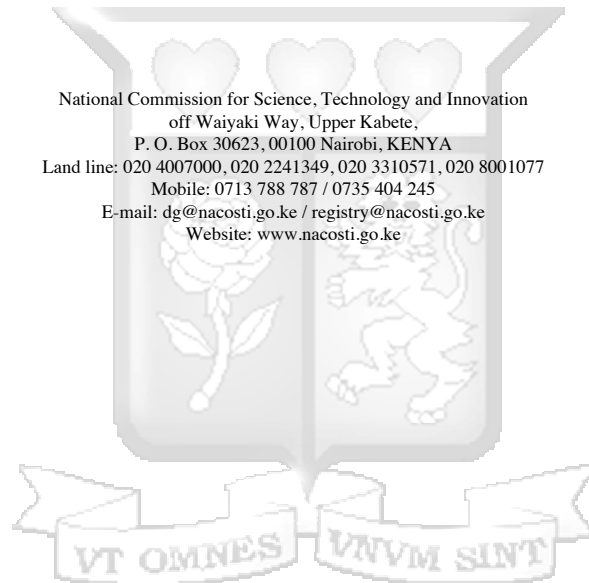 National Commission for Science, Technology and Innovation
off Waiyaki Way, Upper Kabete,
P. O. Box 30623, 00100 Nairobi, KENYA
Land line: 020 4007000, 020 2241349, 020 3310571, 020 8001077
Mobile: 0713 788 787 / 0735 404 245
E-mail: dg@nacosti.go.ke / registry@nacosti.go.ke
Website: www.nacosti.go.ke
VT OMNES VNVM SINT